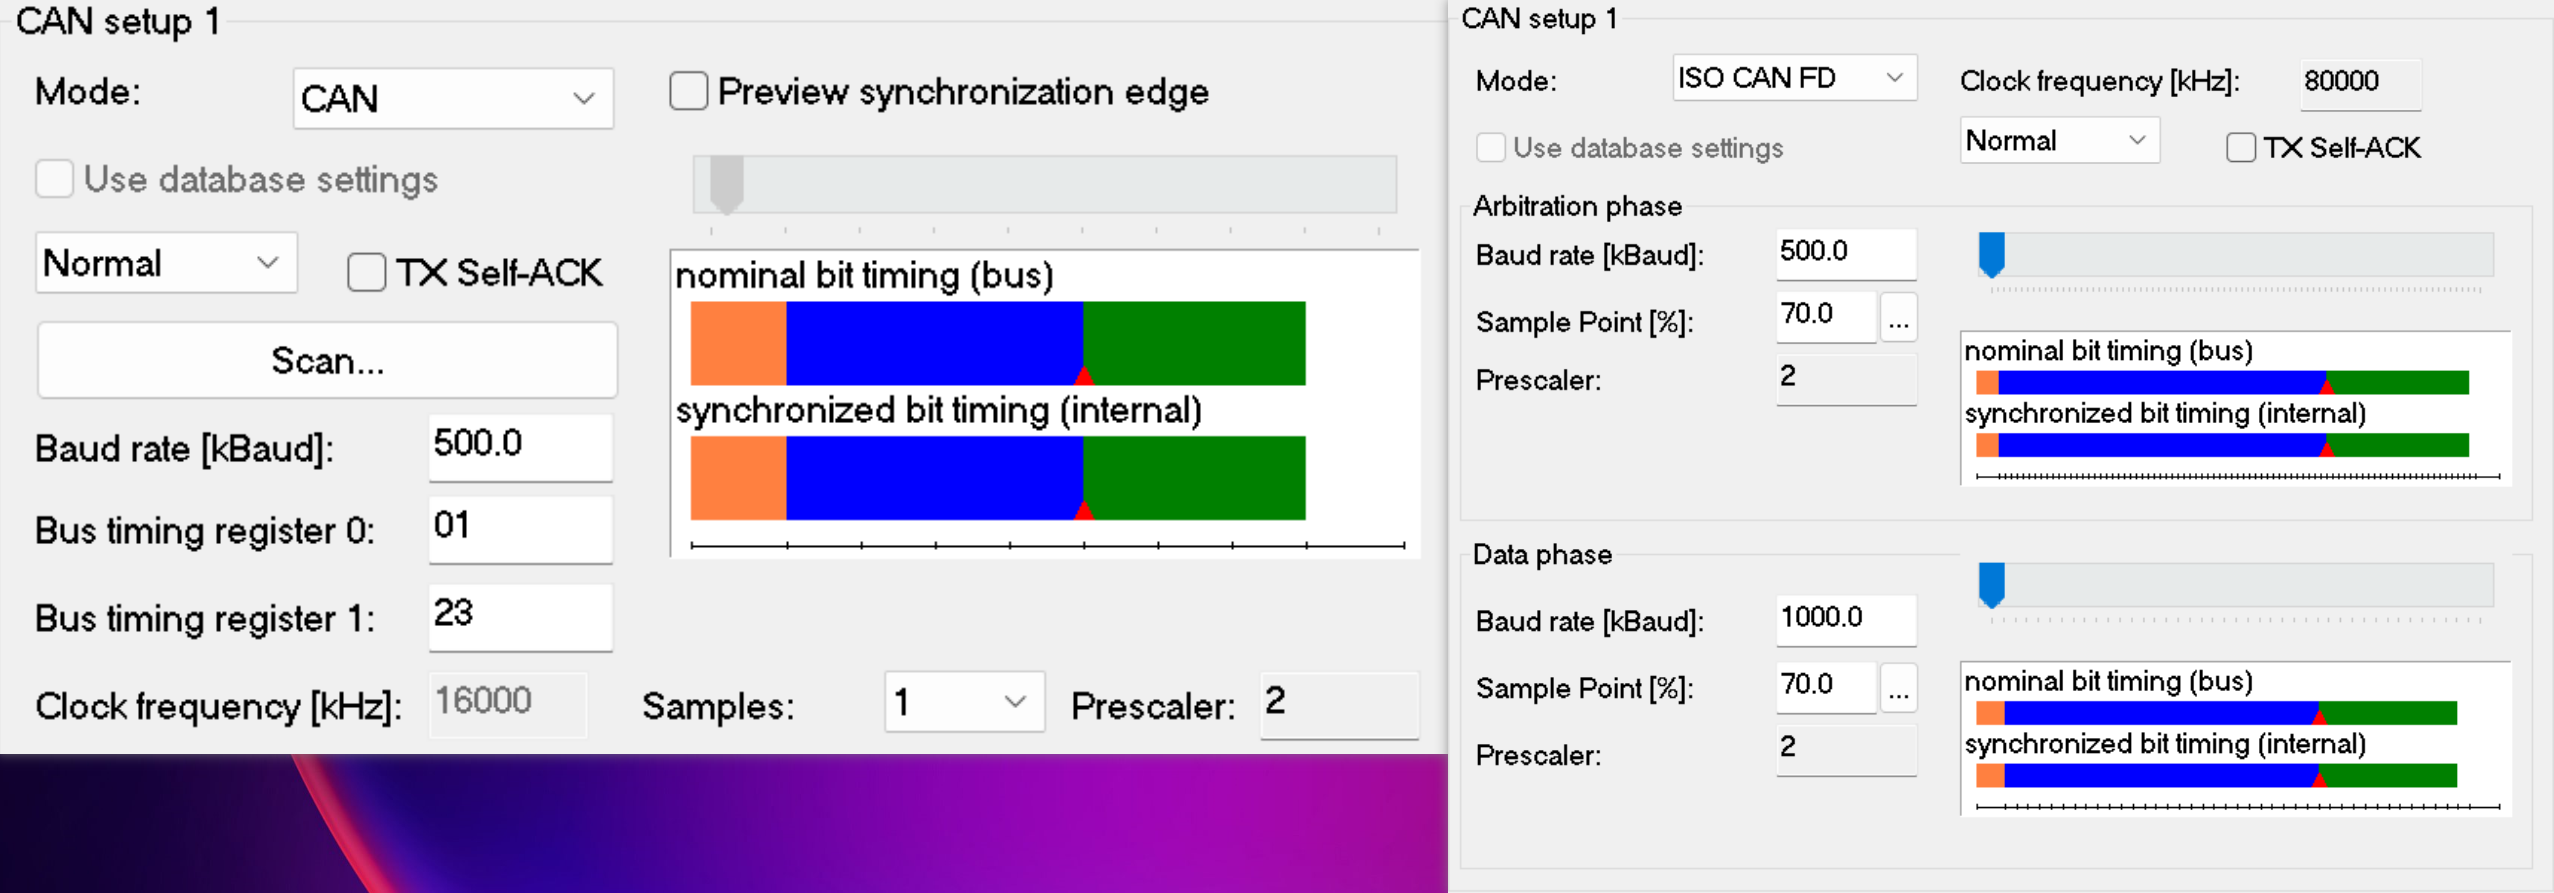 CAN setup 1
Mode: CAN
Preview synchronization edge
Use database settings
Normal
TX Self-ACK
Scan...
nominal bit timing (bus)
synchronized bit timing (internal)
Baud rate [kBaud]: 500.0
Bus timing register 0: 01
Bus timing register 1: 23
Clock frequency [kHz]: 16000
Samples: 1
Prescaler: 2
CAN setup 1
Mode: ISO CAN FD
Clock frequency [kHz]: 80000
Use database settings
Normal
TX Self-ACK
Arbitration phase
Baud rate [kBaud]: 500.0
Sample Point [%]: 70.0 ...
Prescaler: 2
nominal bit timing (bus)
synchronized bit timing (internal)
Data phase
Baud rate [kBaud]: 1000.0
Sample Point [%]: 70.0 ...
Prescaler: 2
nominal bit timing (bus)
synchronized bit timing (internal)